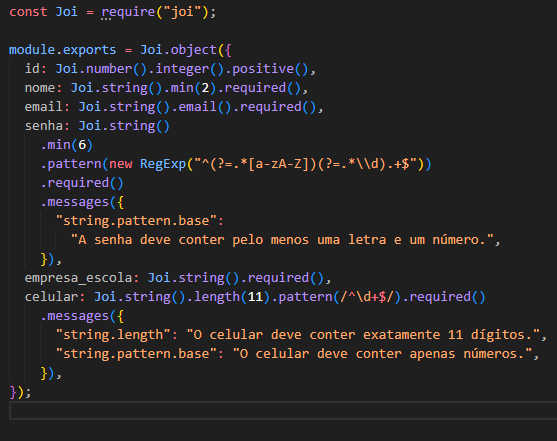 const Joi = require("joi");
module.exports = Joi.object({
id: Joi.number().integer().positive(),
nome: Joi.string().min(2).required(),
email: Joi.string().email().required(),
senha: Joi.string()
.min(6)
.pattern(new RegExp("^(?=.*[a-zA-Z])(?=.*\\d).+$"))
.required()
.messages({
"string.pattern.base":
"A senha deve conter pelo menos uma letra e um número.",
}),
empresa_escola: Joi.string().required(),
celular: Joi.string().length(11).pattern(/^\d+$/).required()
.messages({
"string.length": "O celular deve conter exatamente 11 dígitos.",
"string.pattern.base": "O celular deve conter apenas números.",
}),
});